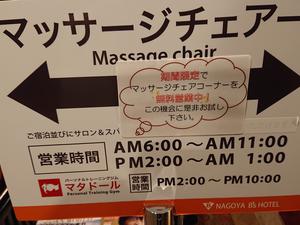 マッサージチェアー
Massage chair
期間限定で
マッサージチェアコーナーを
無料営業中!
この機会に是非お試し
下さい。
ご宿泊並びにサロン&スパ
営業時間
AM6:00～AM11:00
PM2:00～AM 1:00
パーソナルトレーニングジム
マタドール
Personal Training Gym
営業時間
PM2:00～PM10:00
NAGOYA B's HOTEL